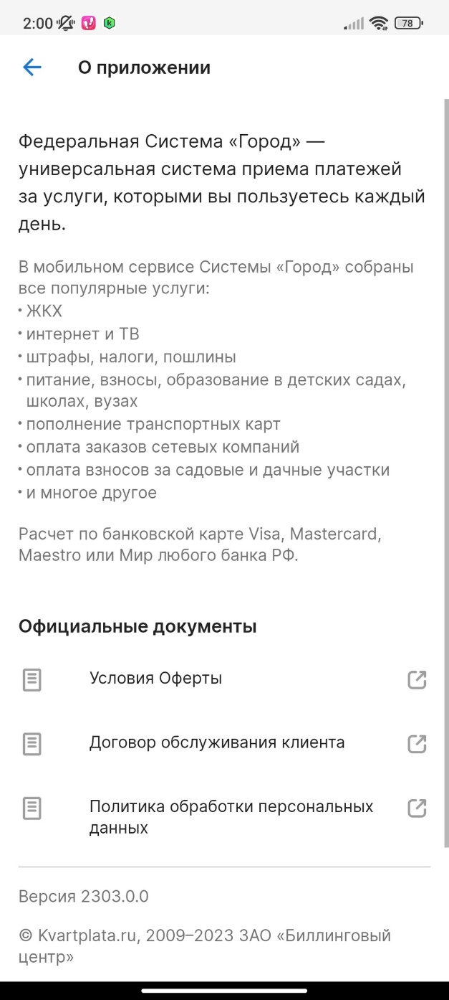 2:00
78
О приложении
Федеральная Система «Город» —
универсальная система приема платежей
за услуги, которыми вы пользуетесь каждый
день.
В мобильном сервисе Системы «Город» собраны
все популярные услуги:
• ЖКХ
• интернет и ТВ
• штрафы, налоги, пошлины
• питание, взносы, образование в детских садах,
школах, вузах
• пополнение транспортных карт
• оплата заказов сетевых компаний
• оплата взносов за садовые и дачные участки
• и многое другое
Расчет по банковской карте Visa, Mastercard,
Maestro или Мир любого банка РФ.
Официальные документы
Условия Оферты
Договор обслуживания клиента
Политика обработки персональных
данных
Версия 2303.0.0
© Kvartplata.ru, 2009–2023 ЗАО «Биллинговый
центр»